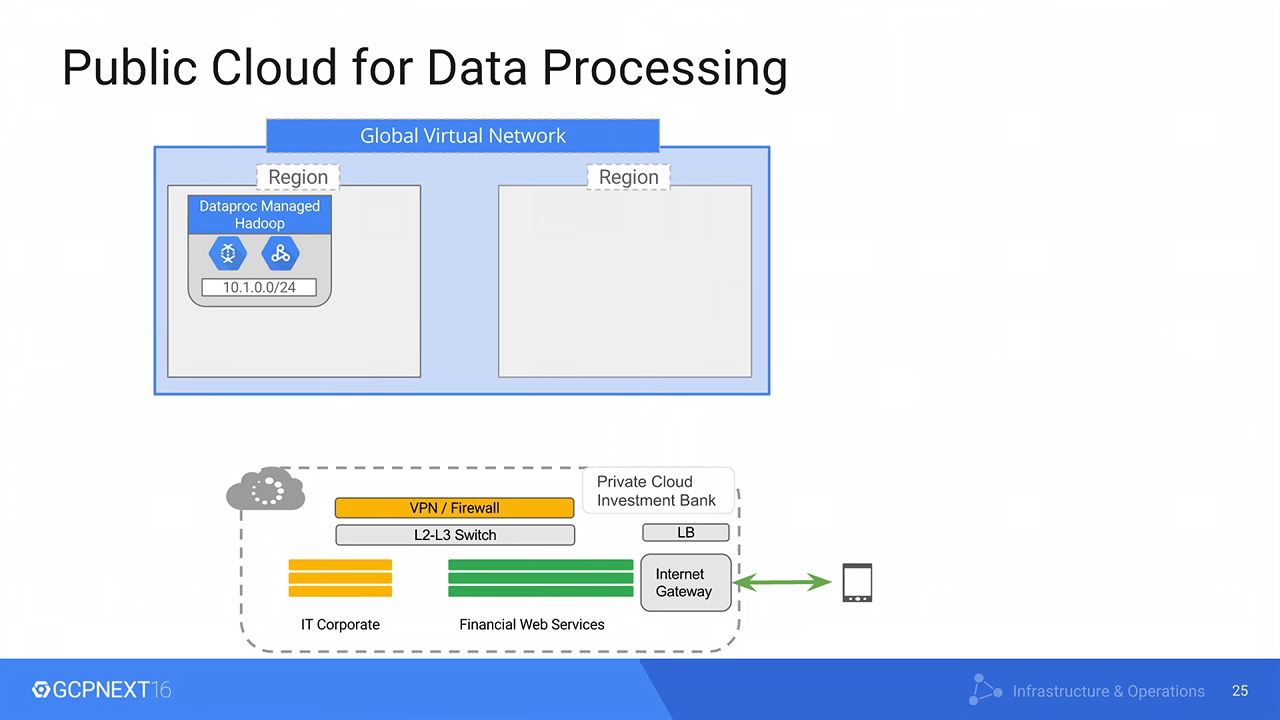 Public Cloud for Data Processing
Global Virtual Network
Region
Region
Dataproc Managed
Hadoop
10.1.0.0/24
Private Cloud
Investment Bank
VPN / Firewall
L2-L3 Switch
LB
Internet
Gateway
IT Corporate
Financial Web Services
GCPNEXT16
Infrastructure & Operations
25